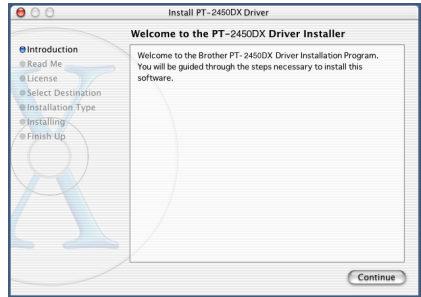 Install PT-2450DX Driver
Welcome to the PT-2450DX Driver Installer
Introduction
Read Me
License
Select Destination
Installation Type
Installing
Finish Up
Welcome to the Brother PT-2450DX Driver Installation Program.
You will be guided through the steps necessary to install this
software.
Continue